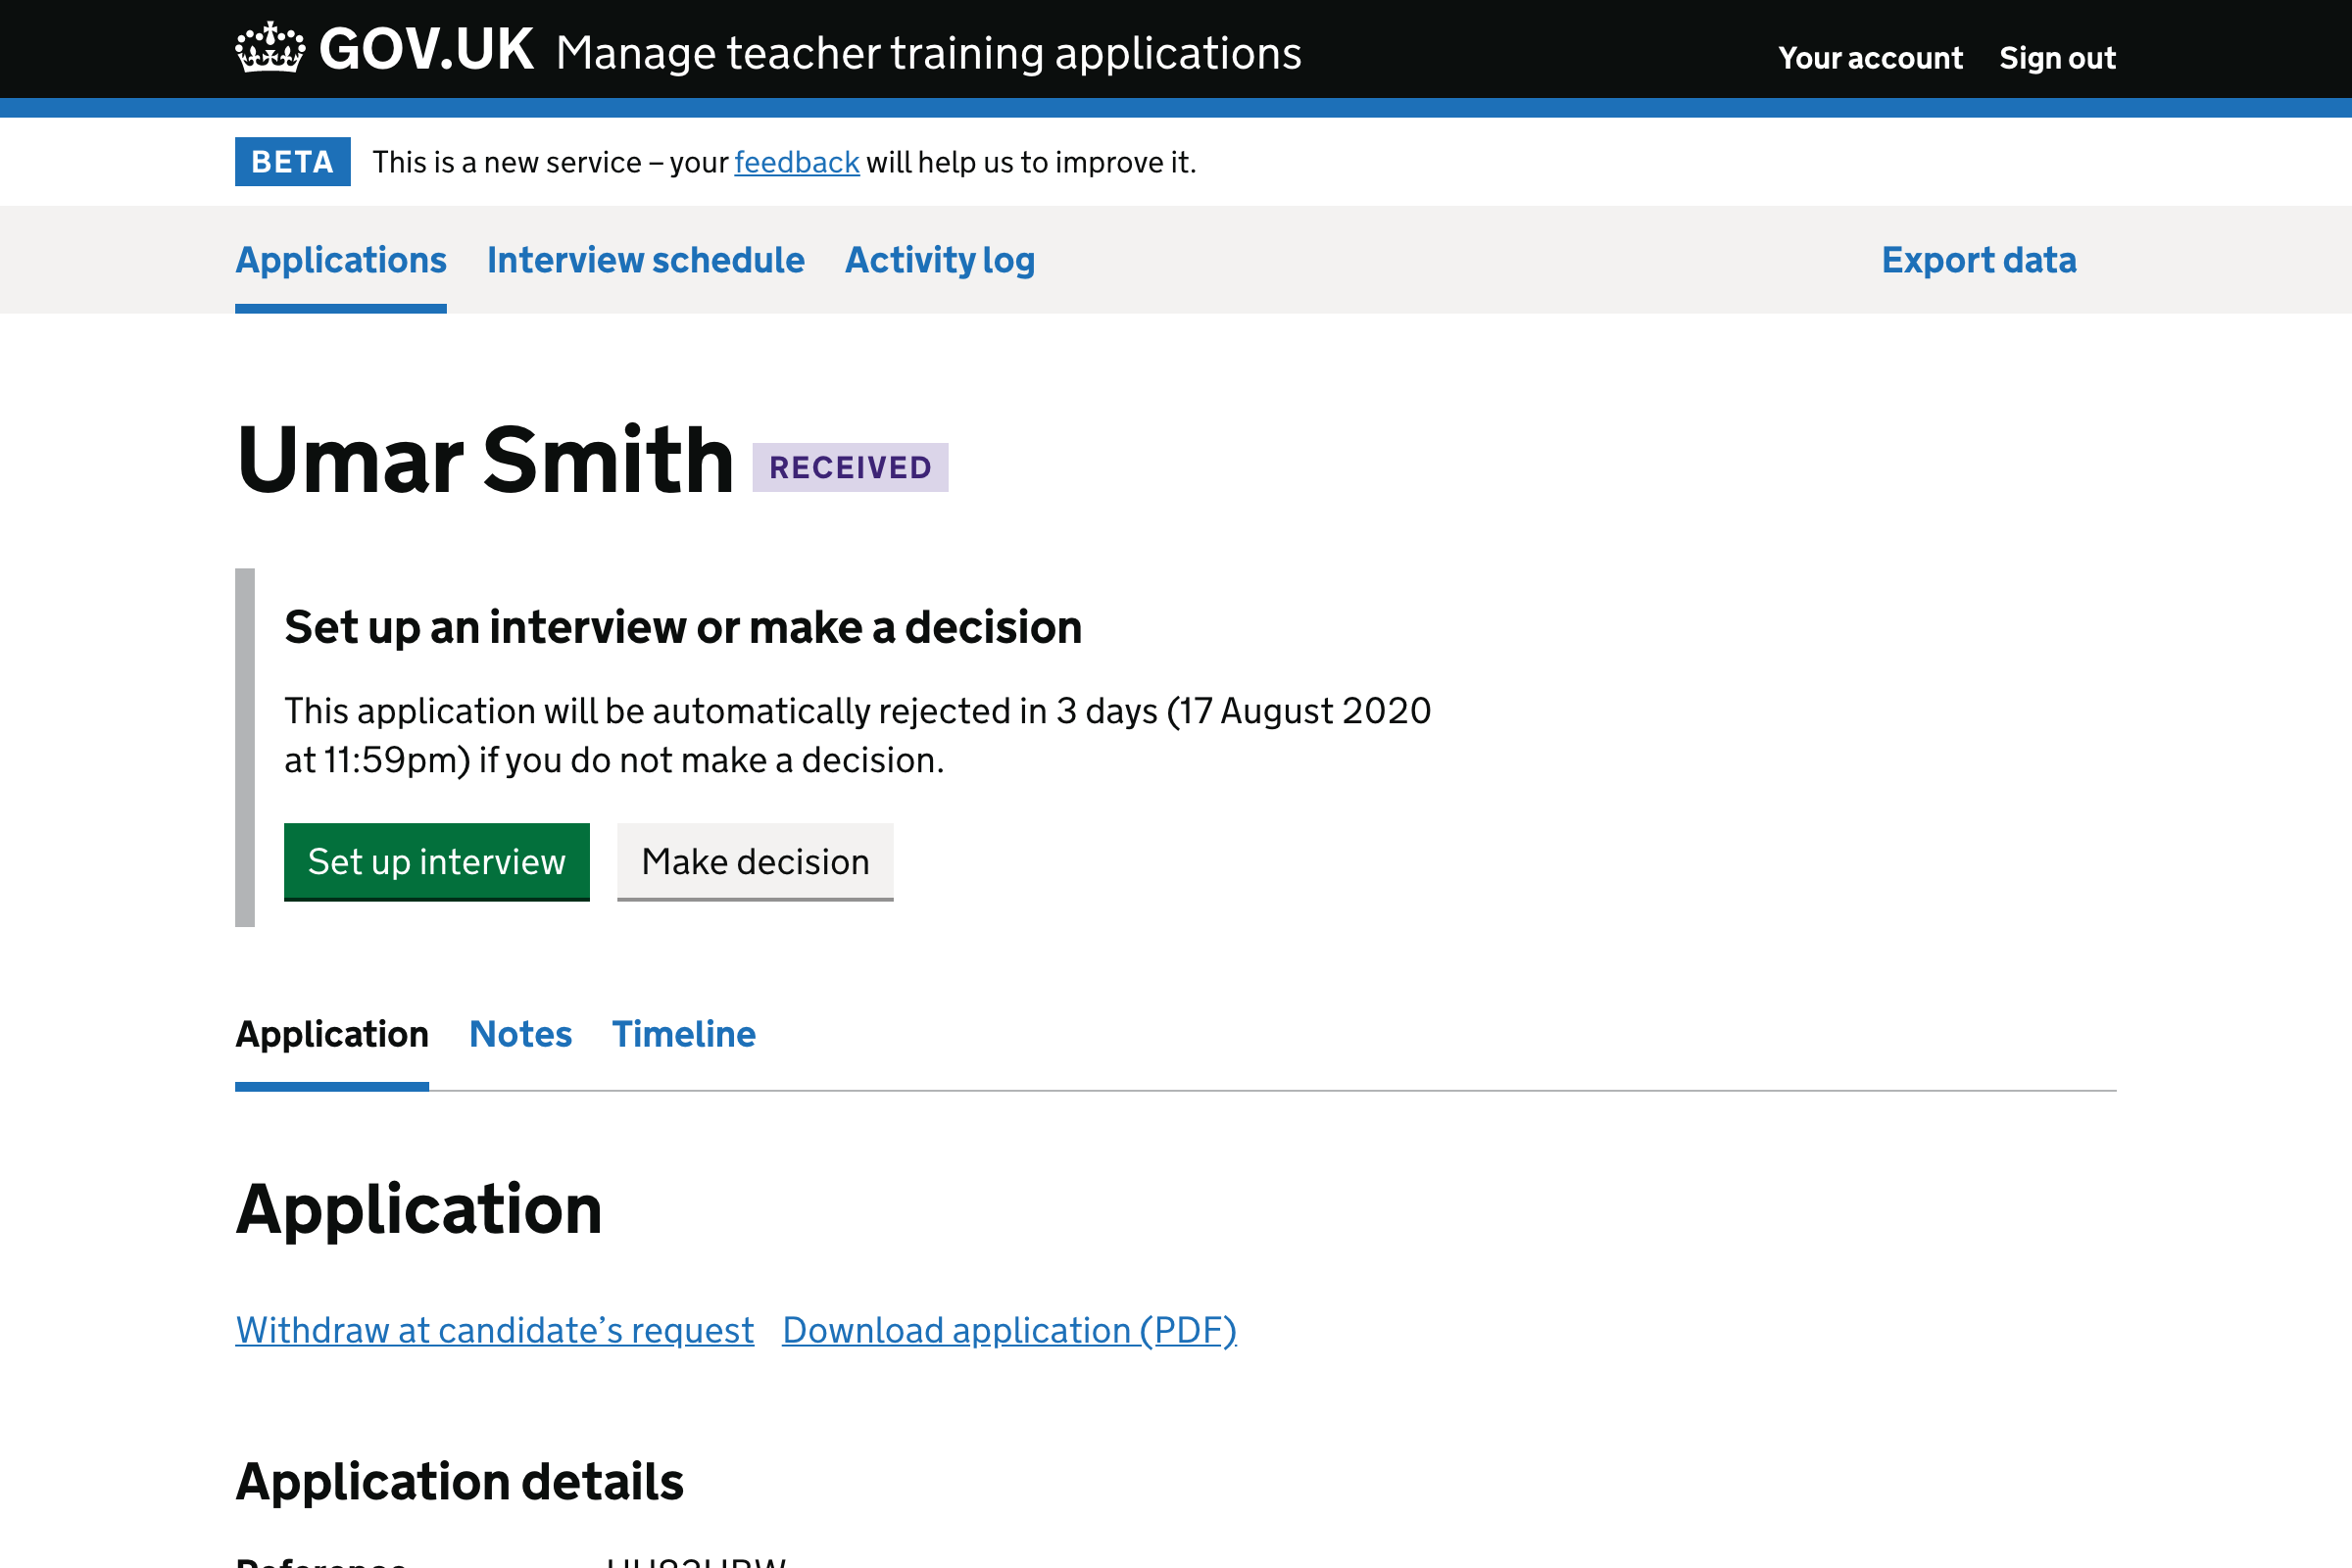 GOV.UK Manage teacher training applications Your account Sign out
BETA This is a new service – your feedback will help us to improve it.
Applications Interview schedule Activity log Export data
Umar Smith RECEIVED
Set up an interview or make a decision
This application will be automatically rejected in 3 days (17 August 2020
at 11:59pm) if you do not make a decision.
Set up interview Make decision
Application Notes Timeline
Application
Withdraw at candidate’s request Download application (PDF)
Application details
Reference